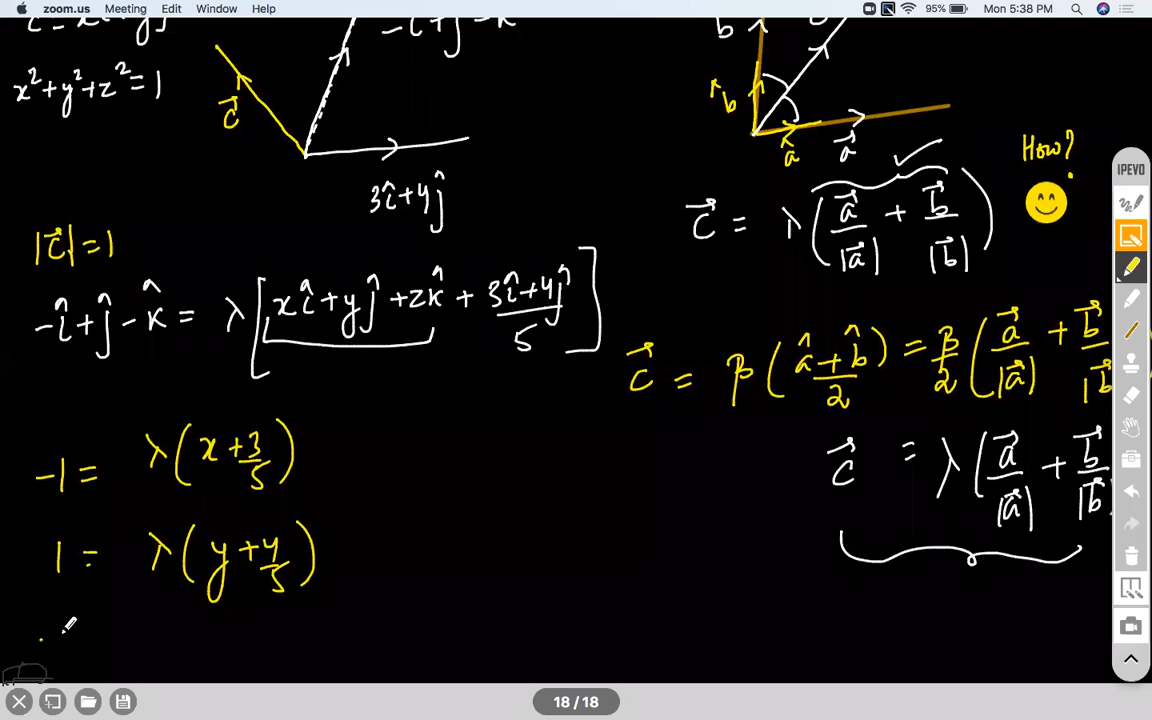 zoom.us Meeting Edit Window Help 95% Mon 5:38 PM
-î+ĵ-k̂
x²+y²+z²=1
c⃗
3î+4ĵ
|c⃗|=1
-î+ĵ-k̂ = λ[xî+yĵ+zk̂ + (3î+4ĵ)/5]
-1 = λ(x+3/5)
1 = λ(y+4/5)
b
b̂
â
a⃗
How?
c⃗ = λ(a⃗/|a⃗| + b⃗/|b⃗|)
c⃗ = β((â+b̂)/2) = β/2(a⃗/|a⃗| + b⃗/|b
c⃗ = λ(a⃗/|a⃗| + b⃗/|b⃗|
IPEVO
18 / 18